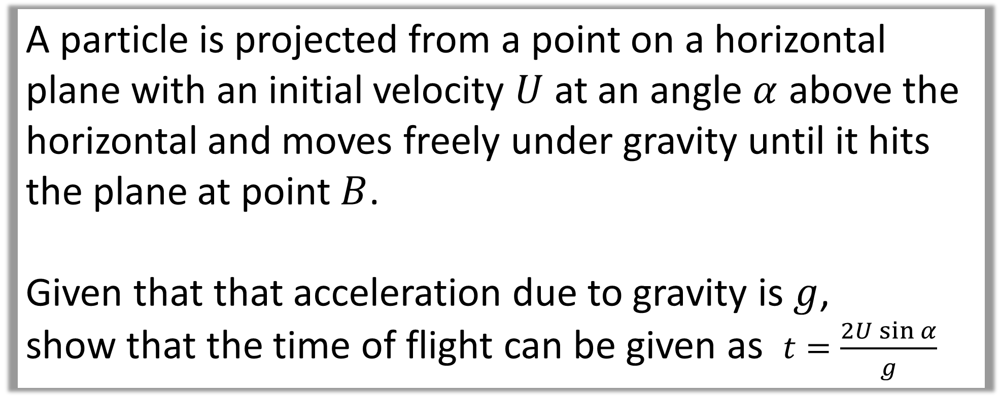 A particle is projected from a point on a horizontal
plane with an initial velocity U at an angle α above the
horizontal and moves freely under gravity until it hits
the plane at point B.
Given that that acceleration due to gravity is g,
show that the time of flight can be given as t = \frac{2U sin α}{g}